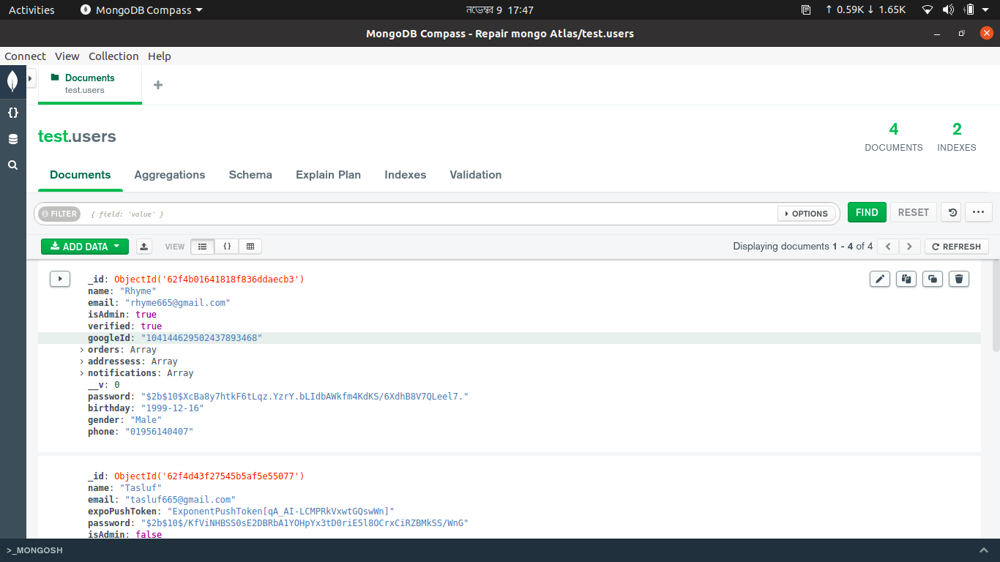 Activities MongoDB Compass নভেম্বর 9 17:47 ↑ 0.59K ↓ 1.65K
MongoDB Compass - Repair mongo Atlas/test.users
Connect View Collection Help
Documents
test.users
test.users
4 DOCUMENTS 2 INDEXES
Documents Aggregations Schema Explain Plan Indexes Validation
FILTER { field: 'value' } OPTIONS FIND RESET ...
ADD DATA VIEW { } Displaying documents 1 - 4 of 4 < > REFRESH
_id: ObjectId('62f4b01641818f836ddaecb3')
name: "Rhyme"
email: "rhyme665@gmail.com"
isAdmin: true
verified: true
googleId: "104144629502437893468"
> orders: Array
> addressess: Array
> notifications: Array
__v: 0
password: "$2b$10$XcBa8y7htkF6tLqz.YzrY.bLIdbAWkfm4KdKS/6XdhB8V7QLeel7."
birthday: "1999-12-16"
gender: "Male"
phone: "01956140407"
_id: ObjectId('62f4d43f27545b5af5e55077')
name: "Tasluf"
email: "tasluf665@gmail.com"
expoPushToken: "ExponentPushToken[qA_AI-LCMPRkVxwtGQswWn]"
password: "$2b$10$/KfViNHBSS0sE2DBRbA1YOHpYx3tD0riE5l8OCrxCiRZBMkSS/WnG"
isAdmin: false
>_MONGOSH